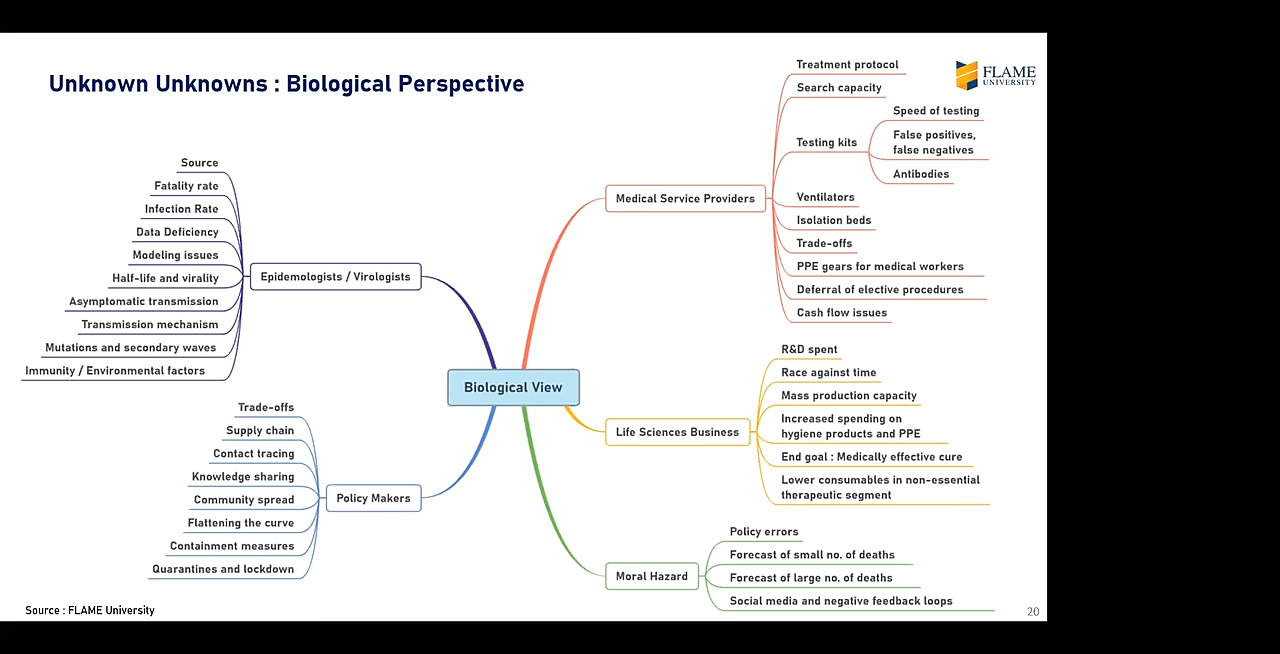 Unknown Unknowns : Biological Perspective
FLAME
UNIVERSITY
Source
Fatality rate
Infection Rate
Data Deficiency
Modeling issues
Half-life and virality
Asymptomatic transmission
Transmission mechanism
Mutations and secondary waves
Immunity / Environmental factors
Epidemologists / Virologists
Trade-offs
Supply chain
Contact tracing
Knowledge sharing
Community spread
Flattening the curve
Containment measures
Quarantines and lockdown
Policy Makers
Biological View
Medical Service Providers
Treatment protocol
Search capacity
Testing kits
Speed of testing
False positives,
false negatives
Antibodies
Ventilators
Isolation beds
Trade-offs
PPE gears for medical workers
Deferral of elective procedures
Cash flow issues
Life Sciences Business
R&D spent
Race against time
Mass production capacity
Increased spending on
hygiene products and PPE
End goal : Medically effective cure
Lower consumables in non-essential
therapeutic segment
Moral Hazard
Policy errors
Forecast of small no. of deaths
Forecast of large no. of deaths
Social media and negative feedback loops
Source : FLAME University
20